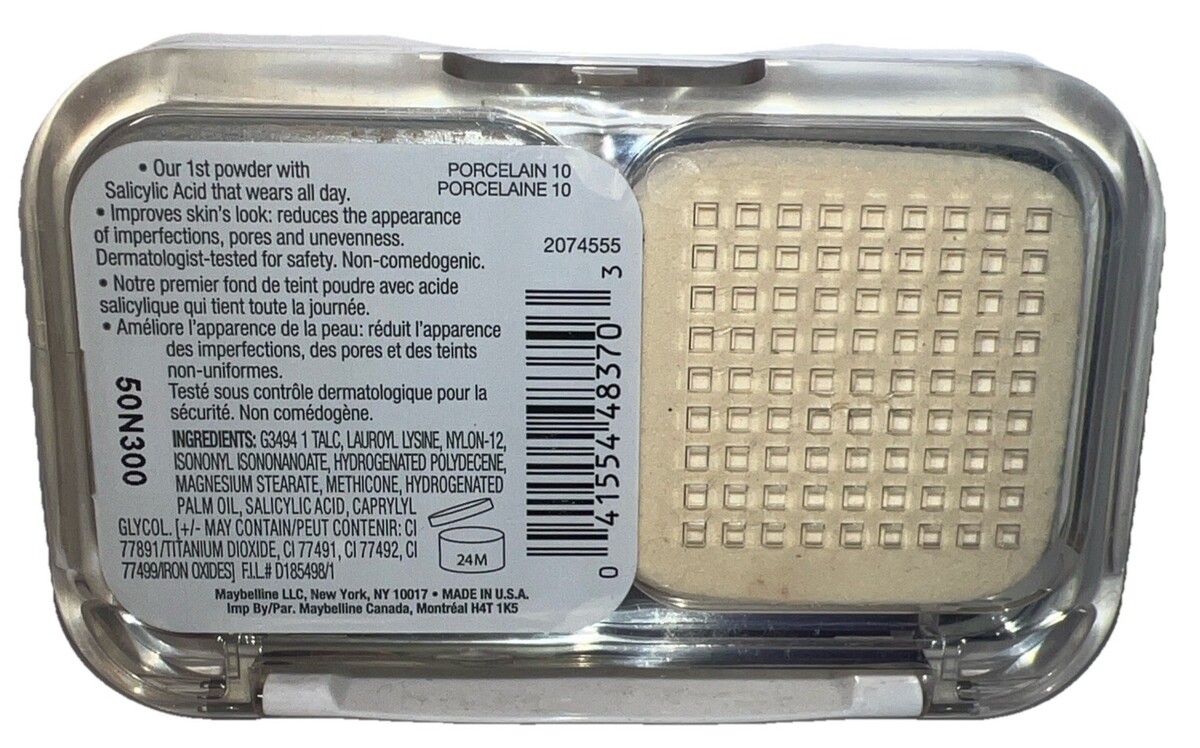 • Our 1st powder with
Salicylic Acid that wears all day.
• Improves skin's look: reduces the appearance
of imperfections, pores and unevenness.
Dermatologist-tested for safety. Non-comedogenic.
• Notre premier fond de teint poudre avec acide
salicylique qui tient toute la journée.
• Améliore l'apparence de la peau: réduit l'apparence
des imperfections, des pores et des teints
non-uniformes.
Testé sous contrôle dermatologique pour la
sécurité. Non comédogène.
INGREDIENTS: G3494 1 TALC, LAUROYL LYSINE, NYLON-12,
ISONONYL ISONONANOATE, HYDROGENATED POLYDECENE,
MAGNESIUM STEARATE, METHICONE, HYDROGENATED
PALM OIL, SALICYLIC ACID, CAPRYLYL
GLYCOL. [+/- MAY CONTAIN/PEUT CONTENIR: CI
77891/TITANIUM DIOXIDE, CI 77491, CI 77492, CI
77499/IRON OXIDES] F.I.L.# D185498/1
Maybelline LLC, New York, NY 10017 • MADE IN U.S.A.
Imp By/Par. Maybelline Canada, Montréal H4T 1K5
50N300
24M
PORCELAIN 10
PORCELAINE 10
2074555
0 41554 48370 3